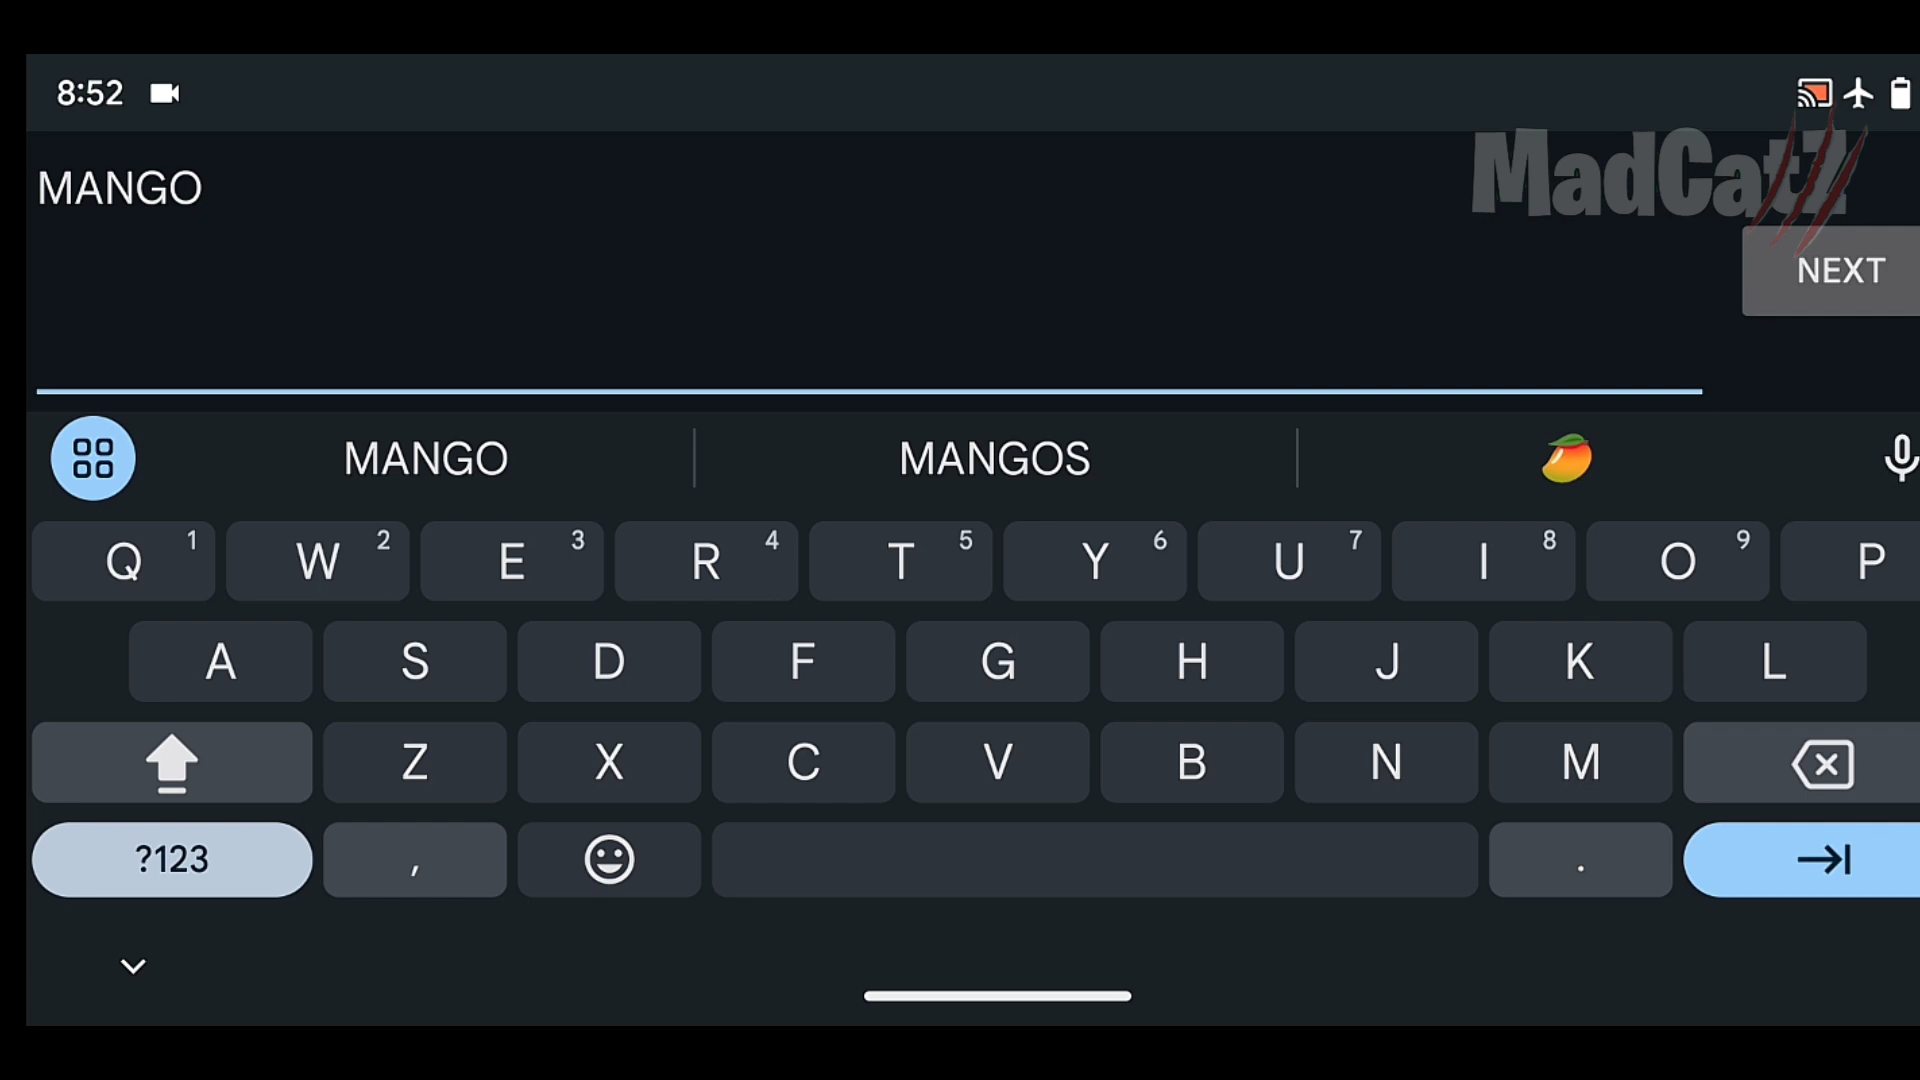 8:52
MANGO
MadCatZ
NEXT
MANGO MANGOS
Q 1 W 2 E 3 R 4 T 5 Y 6 U 7 I 8 O 9 P
A S D F G H J K L
Z X C V B N M
?123 , .